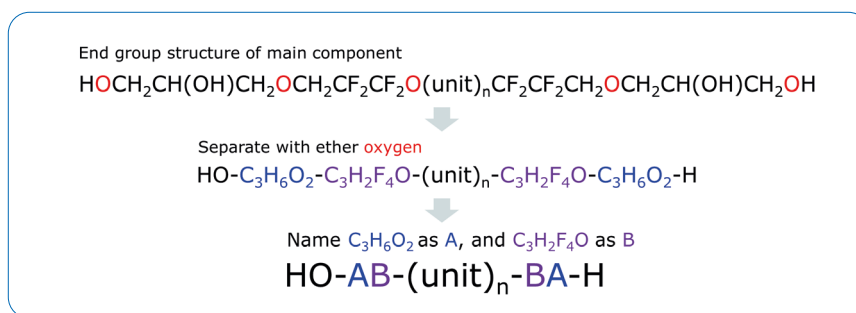 End group structure of main component
HOCH₂CH(OH)CH₂OCH₂CF₂CF₂O(unit)ₙCF₂CF₂CH₂OCH₂CH(OH)CH₂OH
Separate with ether oxygen
HO-C₃H₆O₂-C₃H₂F₄O-(unit)ₙ-C₃H₂F₄O-C₃H₆O₂-H
Name C₃H₆O₂ as A, and C₃H₂F₄O as B
HO-AB-(unit)ₙ-BA-H